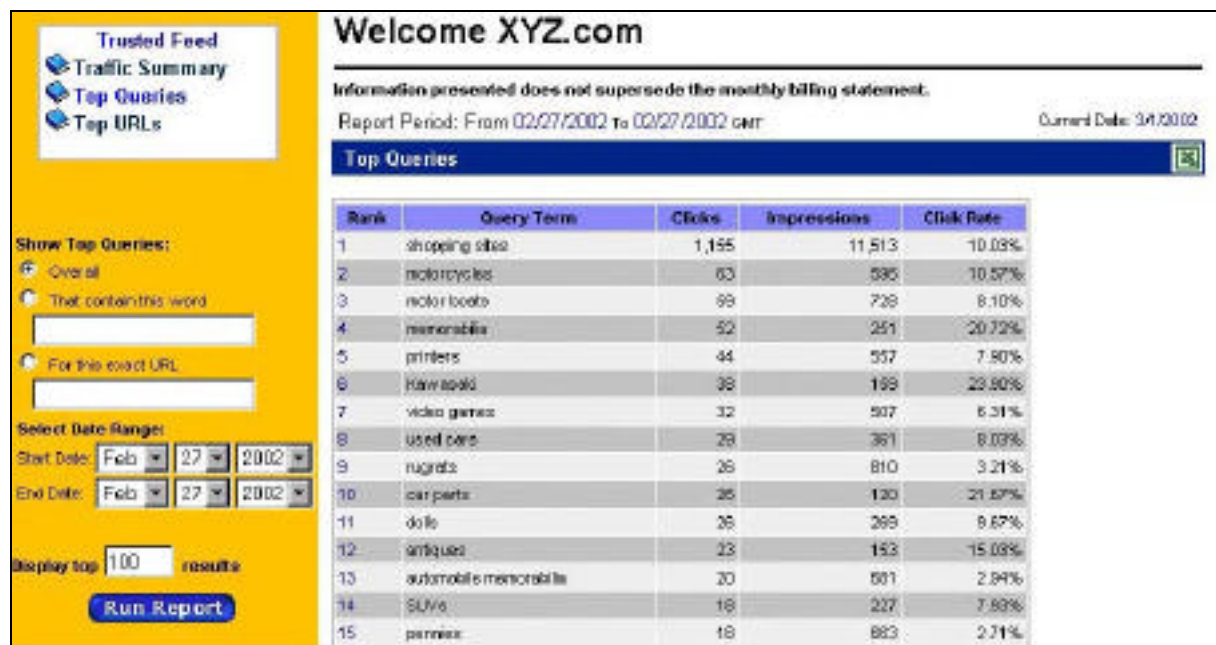 Trusted Feed
Traffic Summary
Top Queries
Top URLs
Show Top Queries:
Overall
That contain this word
For this exact URL
Select Date Range:
Start Date: Feb 27 2002
End Date: Feb 27 2002
Display top 100 results
Run Report
Welcome XYZ.com
Information presented does not supersede the monthly billing statement.
Report Period: From 02/27/2002 To 02/27/2002 GMT
Current Date: 3/1/2002
Top Queries
Rank Query Term Clicks Impressions Click Rate
1 shopping sites 1,155 11,513 10.03%
2 motorcycles 63 596 10.57%
3 motor boats 728 8.10%
4 memorabilia 52 251 20.72%
5 printers 44 557 7.90%
6 Kawasaki 38 159 23.90%
7 video games 32 507 6.31%
8 used cars 29 361 8.03%
9 rugrats 26 810 3.21%
10 car parts 26 120 21.67%
11 dolls 26 269 9.67%
12 antiques 23 153 15.03%
13 automobile memorabilia 20 2.94%
14 SUVs 18 227 7.93%
15 pennies 18 2.71%